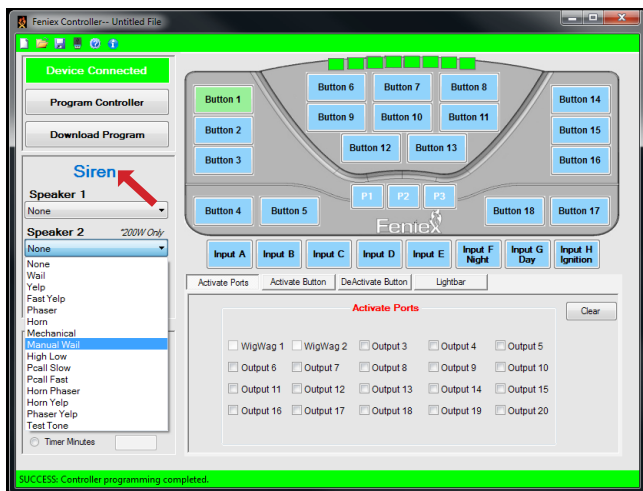 Feniex Controller-- Untitled File
Device Connected
Program Controller
Download Program
Siren
Speaker 1
None
Speaker 2 *200W Only
None
None
Wail
Yelp
Fast Yelp
Phaser
Horn
Mechanical
Manual Wail
High Low
Pcall Slow
Pcall Fast
Horn Phaser
Horn Yelp
Phaser Yelp
Test Tone
Timer Minutes
Button 6 Button 7 Button 8
Button 1 Button 14
Button 9 Button 10 Button 11
Button 2 Button 15
Button 12 Button 13
Button 3 Button 16
P1 P2 P3
Button 4 Button 5 Button 18 Button 17
Feniex
Input A Input B Input C Input D Input E Input F Night Input G Day Input H Ignition
Activate Ports Activate Button DeActivate Button Lightbar
Activate Ports
Clear
WigWag 1 WigWag 2 Output 3 Output 4 Output 5
Output 6 Output 7 Output 8 Output 9 Output 10
Output 11 Output 12 Output 13 Output 14 Output 15
Output 16 Output 17 Output 18 Output 19 Output 20
SUCCESS: Controller programming completed.